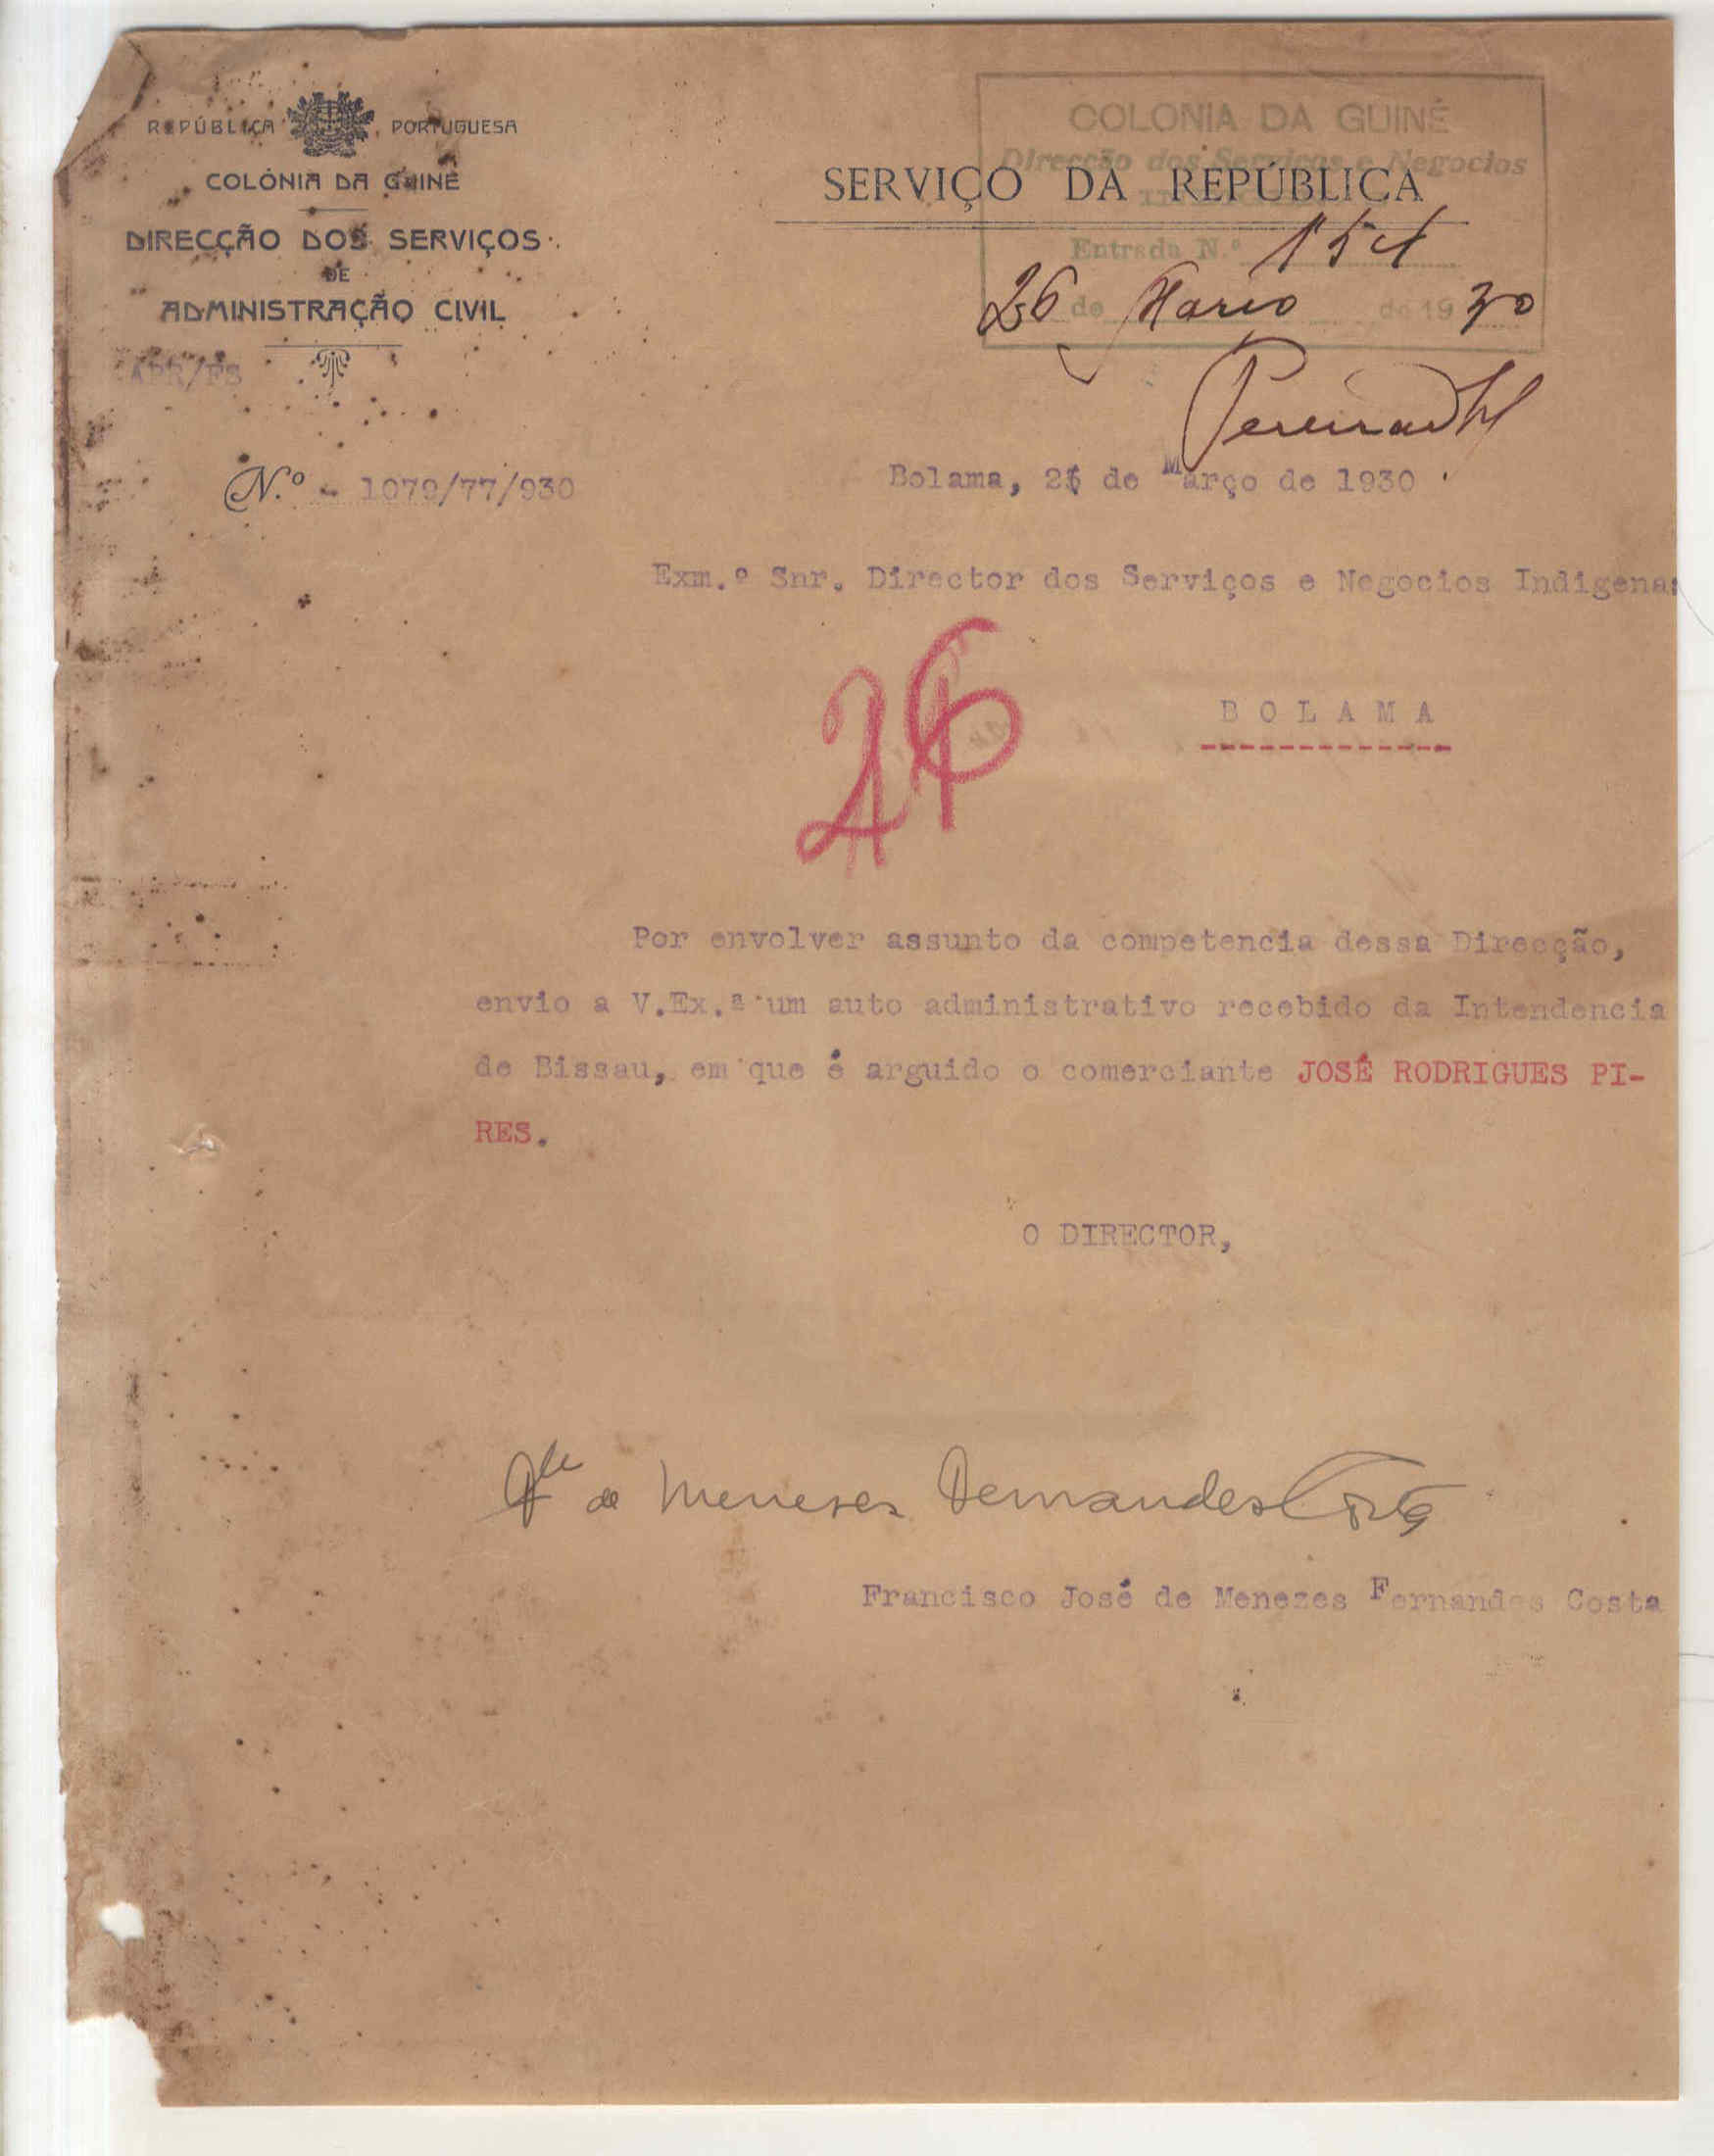 REPÚBLICA PORTUGUESA
COLÓNIA DA GUINÉ
DIRECÇÃO DOS SERVIÇOS
DE
ADMINISTRAÇÃO CIVIL
APR/FS
COLONIA DA GUINÉ
Direcção dos Serviços e Negocios
SERVIÇO DA REPÚBLICA
Entrada N.º 154
26 de Março de 1930
N.º - 1079/77/930
Bolama, 26 de Março de 1930
Exm.º Snr. Director dos Serviços e Negocios Indigenas
26
BOLAMA
Por envolver assunto da competencia dessa Direcção,
envio a V.Ex.ª um auto administrativo recebido da Intendencia
de Bissau, em que é arguido o comerciante JOSÉ RODRIGUES PI-
RES.
O DIRECTOR,
de Meneses Fernandes Costa
Francisco José de Menezes Fernandes Costa